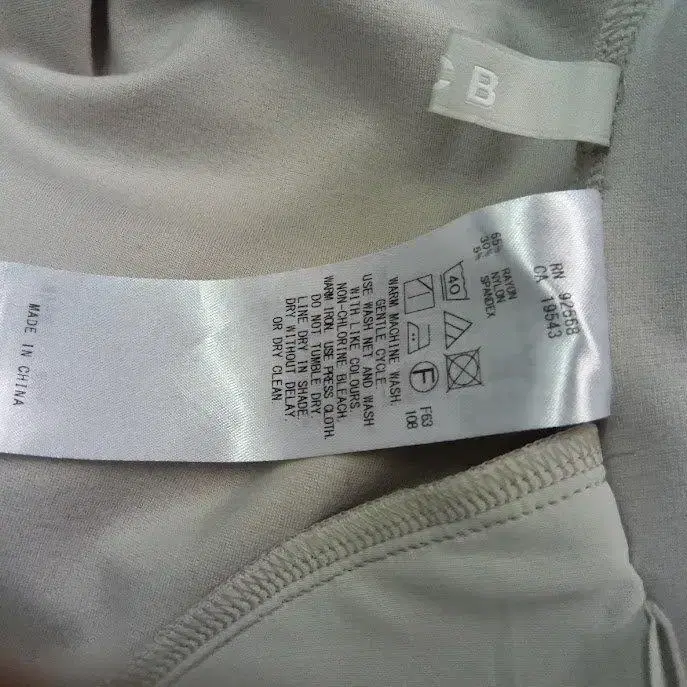 B
RN 97558
CA 19543
65% RAYON
30% NYLON
5% SPANDEX
40
F
F63
108
WARM MACHINE WASH.
GENTLE CYCLE.
USE WASH NET AND WASH
WITH LIKE COLOURS.
NON-CHLORINE BLEACH.
WARM IRON. USE PRESS CLOTH.
DO NOT TUMBLE DRY.
LINE DRY IN SHADE.
DRY WITHOUT DELAY.
OR DRY CLEAN
MADE IN CHINA